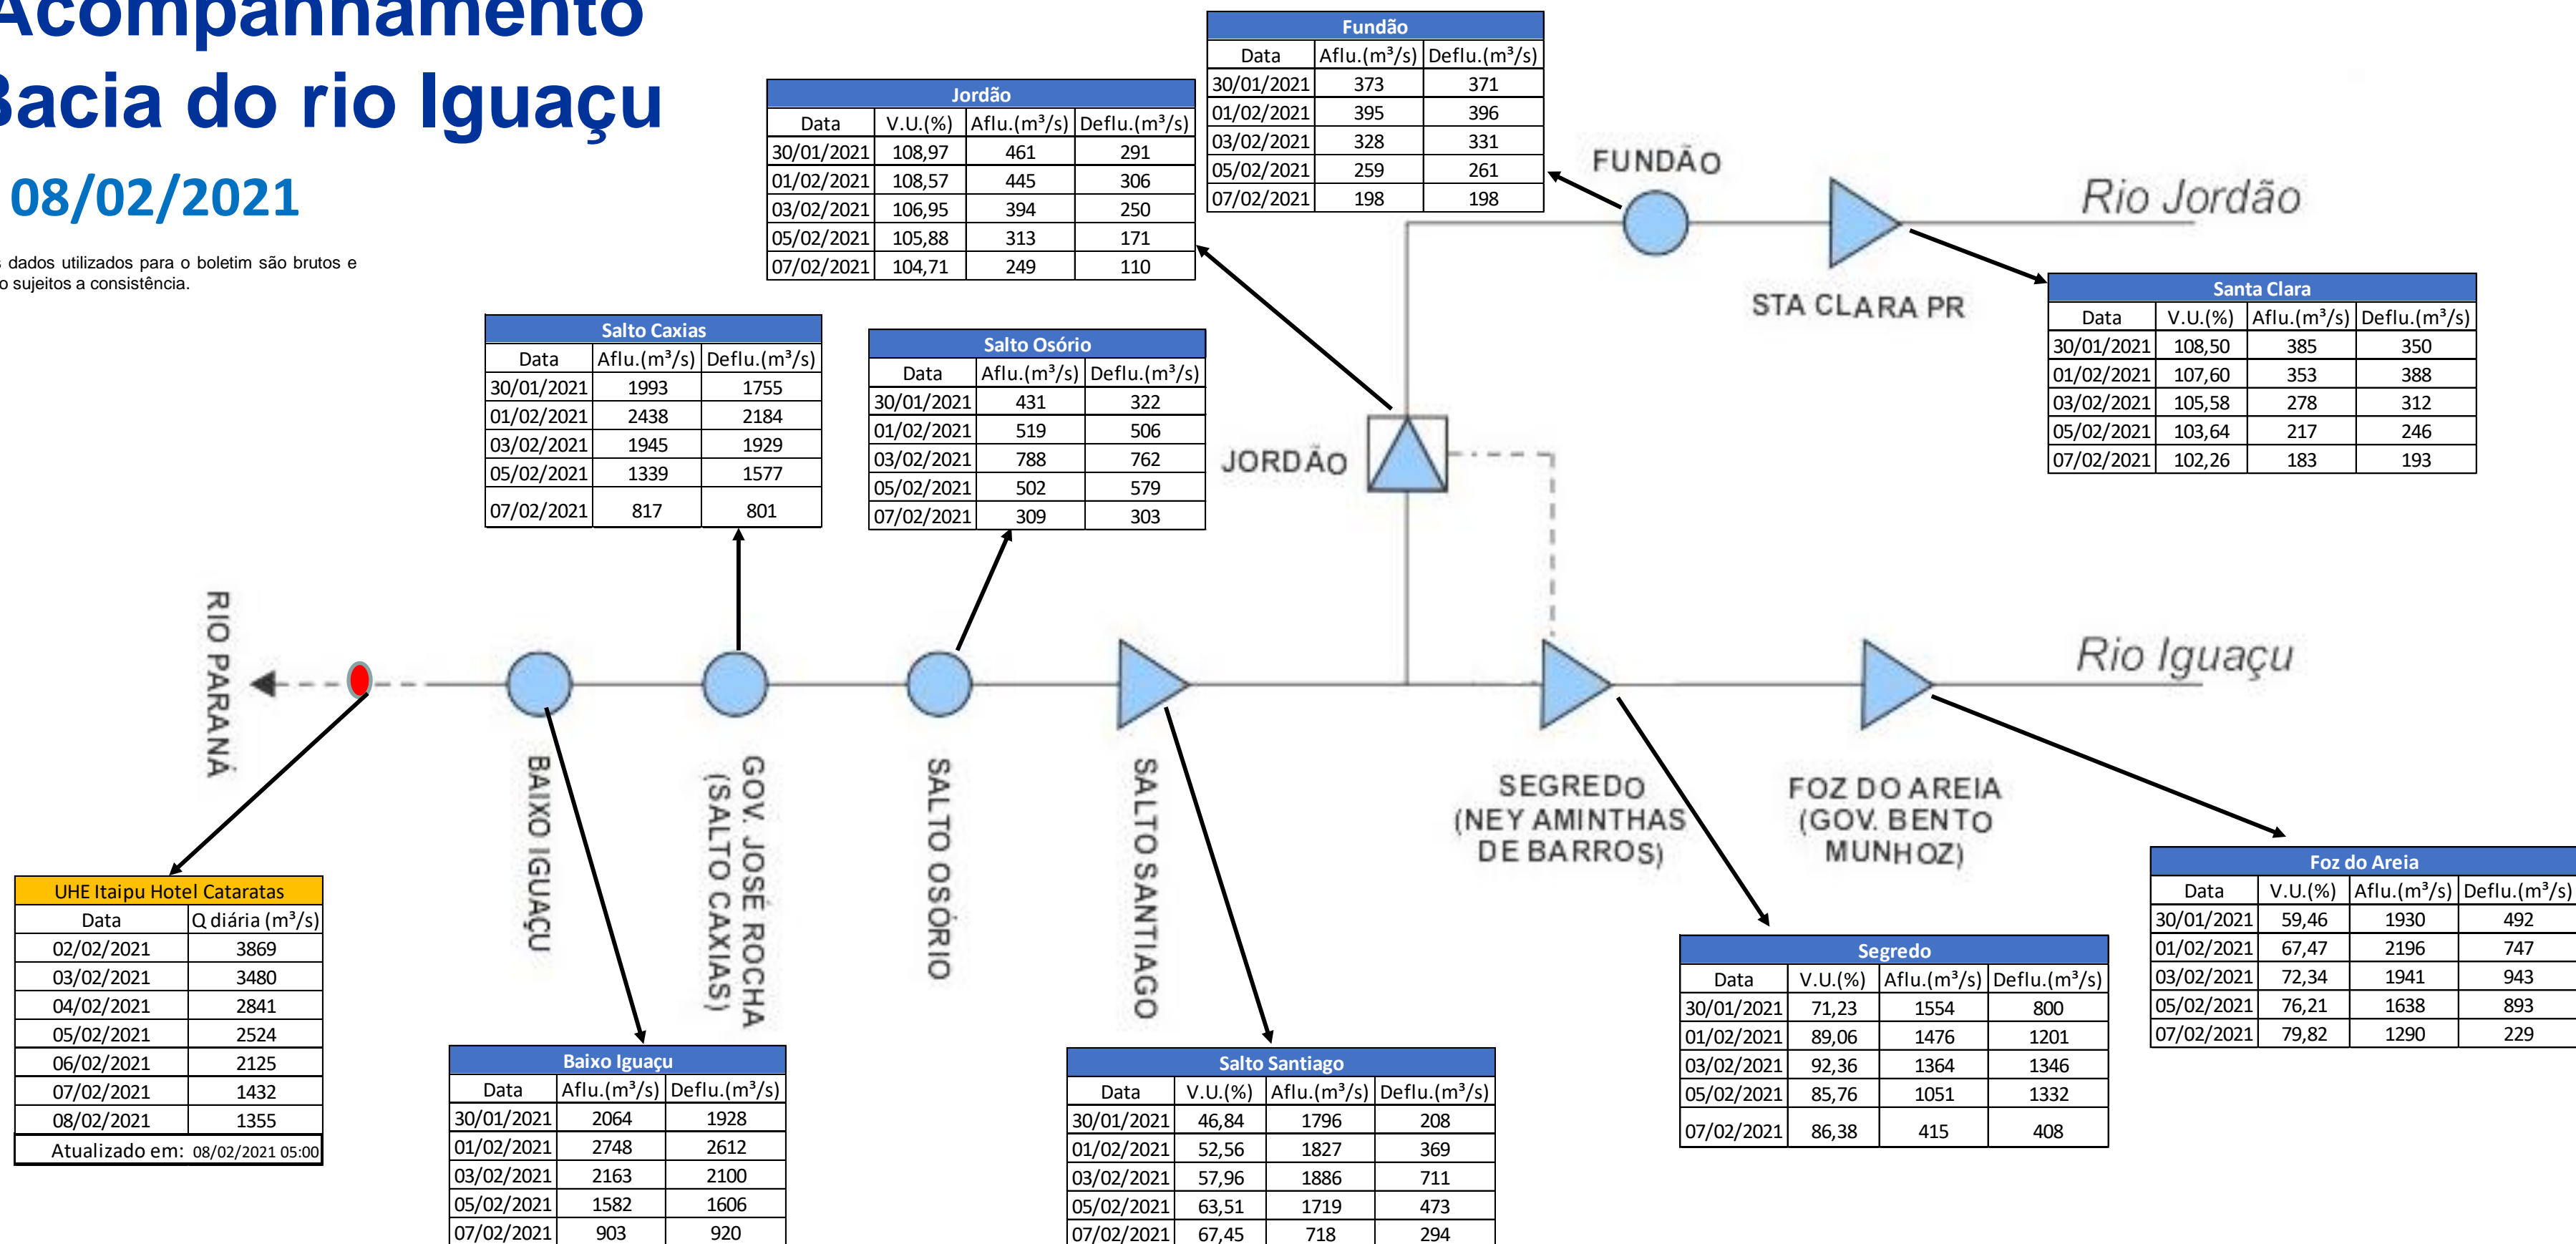 Acompanhamento
Bacia do rio Iguaçu
08/02/2021
s dados utilizados para o boletim são brutos e
o sujeitos a consistência.
Fundão
Data Aflu.(m³/s) Deflu.(m³/s)
30/01/2021 373 371
01/02/2021 395 396
03/02/2021 328 331
05/02/2021 259 261
07/02/2021 198 198
Jordão
Data V.U.(%) Aflu.(m³/s) Deflu.(m³/s)
30/01/2021 108,97 461 291
01/02/2021 108,57 445 306
03/02/2021 106,95 394 250
05/02/2021 105,88 313 171
07/02/2021 104,71 249 110
FUNDÃO
Rio Jordão
STA CLARA PR
Santa Clara
Data V.U.(%) Aflu.(m³/s) Deflu.(m³/s)
30/01/2021 108,50 385 350
01/02/2021 107,60 353 388
03/02/2021 105,58 278 312
05/02/2021 103,64 217 246
07/02/2021 102,26 183 193
Salto Caxias
Data Aflu.(m³/s) Deflu.(m³/s)
30/01/2021 1993 1755
01/02/2021 2438 2184
03/02/2021 1945 1929
05/02/2021 1339 1577
07/02/2021 817 801
Salto Osório
Data Aflu.(m³/s) Deflu.(m³/s)
30/01/2021 431 322
01/02/2021 519 506
03/02/2021 788 762
05/02/2021 502 579
07/02/2021 309 303
JORDÃO
RIO PARANÁ
Rio Iguaçu
BAIXO IGUAÇU
GOV. JOSÉ ROCHA
(SALTO CAXIAS)
SALTO OSÓRIO
SALTO SANTIAGO
SEGREDO
(NEY AMINTHAS
DE BARROS)
FOZ DO AREIA
(GOV. BENTO
MUNHOZ)
UHE Itaipu Hotel Cataratas
Data Q diária (m³/s)
02/02/2021 3869
03/02/2021 3480
04/02/2021 2841
05/02/2021 2524
06/02/2021 2125
07/02/2021 1432
08/02/2021 1355
Atualizado em: 08/02/2021 05:00
Baixo Iguaçu
Data Aflu.(m³/s) Deflu.(m³/s)
30/01/2021 2064 1928
01/02/2021 2748 2612
03/02/2021 2163 2100
05/02/2021 1582 1606
07/02/2021 903 920
Salto Santiago
Data V.U.(%) Aflu.(m³/s) Deflu.(m³/s)
30/01/2021 46,84 1796 208
01/02/2021 52,56 1827 369
03/02/2021 57,96 1886 711
05/02/2021 63,51 1719 473
07/02/2021 67,45 718 294
Segredo
Data V.U.(%) Aflu.(m³/s) Deflu.(m³/s)
30/01/2021 71,23 1554 800
01/02/2021 89,06 1476 1201
03/02/2021 92,36 1364 1346
05/02/2021 85,76 1051 1332
07/02/2021 86,38 415 408
Foz do Areia
Data V.U.(%) Aflu.(m³/s) Deflu.(m³/s)
30/01/2021 59,46 1930 492
01/02/2021 67,47 2196 747
03/02/2021 72,34 1941 943
05/02/2021 76,21 1638 893
07/02/2021 79,82 1290 229